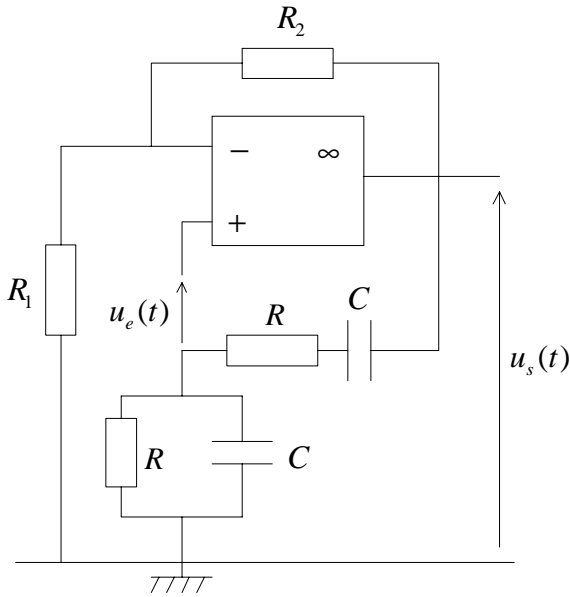 R₂
− ∞
+
R₁
uₑ(t)
R
C
uₛ(t)
R
C